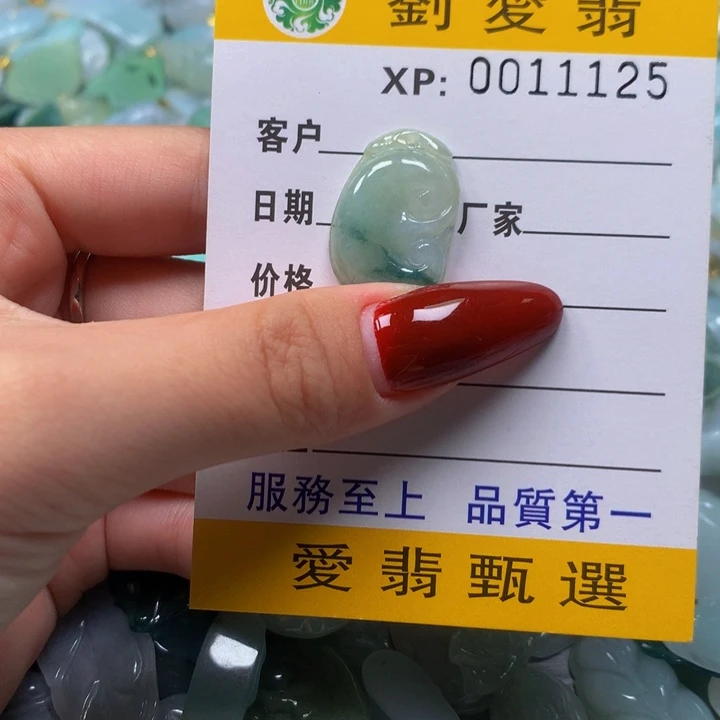 劉愛翡
XP: 0011125
客户
日期 厂家
价格
服務至上 品質第一
愛翡甄選